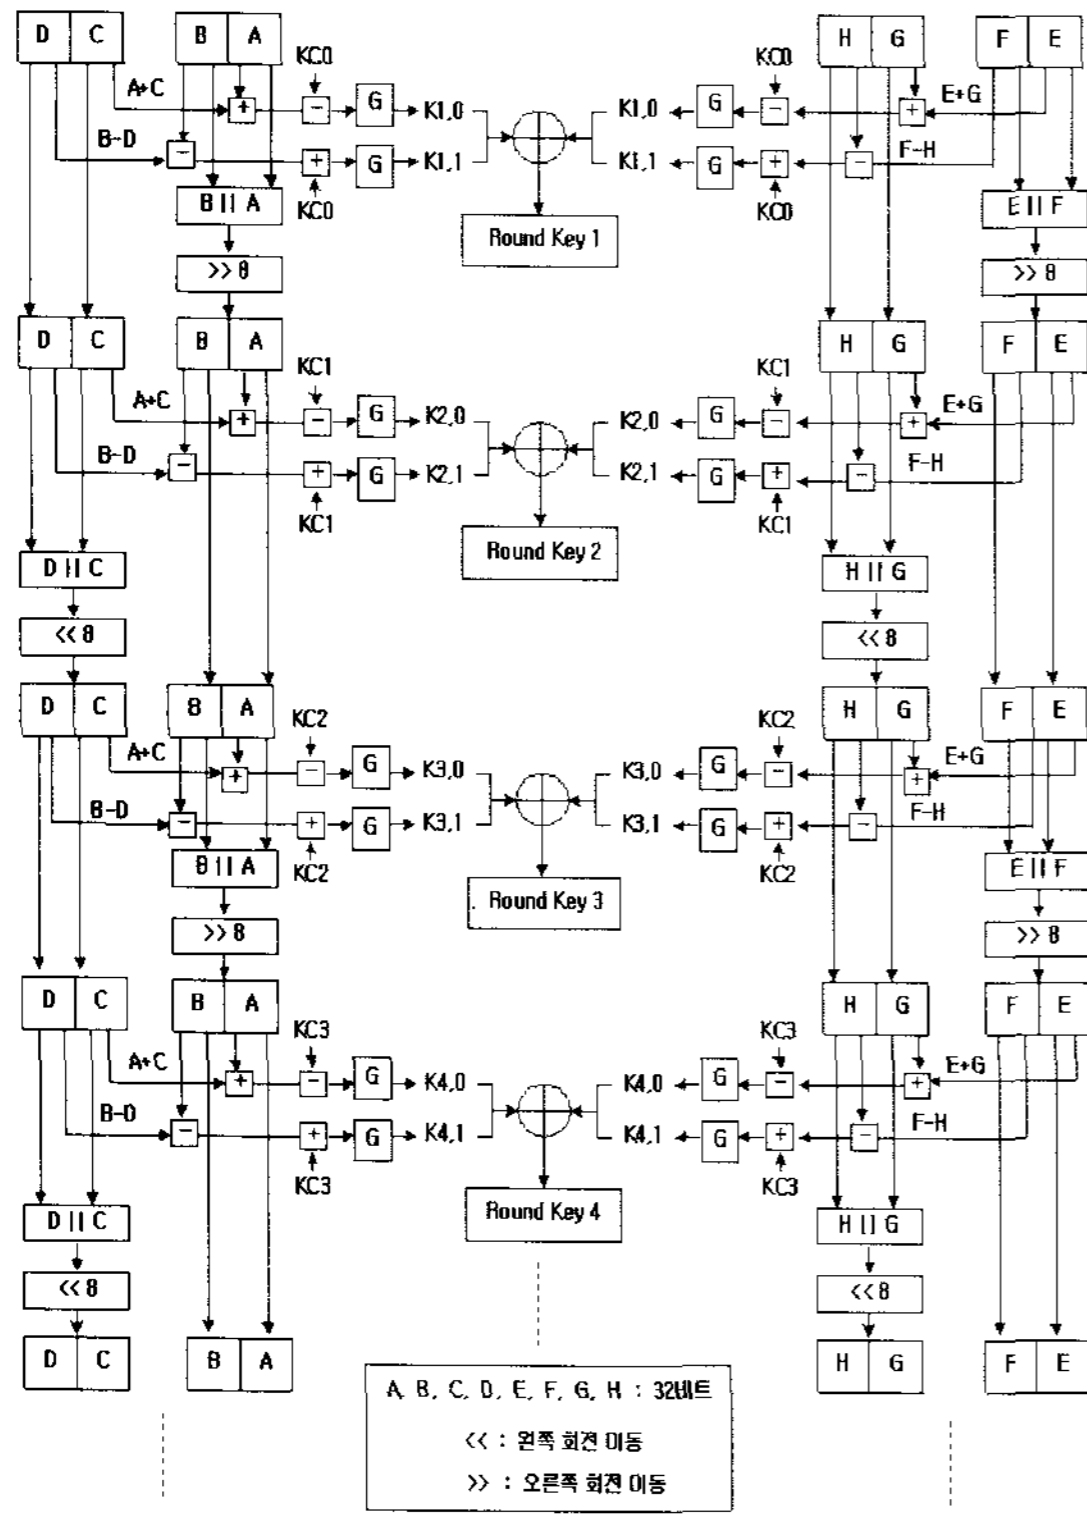 D C B A H G F E
KC0 KC0
A+C + − G K1,0 K1,0 G − + E+G
B-D − + G K1,1 K1,1 G + − F-H
B || A KC0 KC0 E || F
Round Key 1
>> 8 >> 8
D C B A H G F E
KC1 KC1
A+C + − G K2,0 K2,0 G − + E+G
B-D − + G K2,1 K2,1 G + − F-H
KC1 KC1
Round Key 2
D || C H || G
<< 8 << 8
D C B A H G F E
KC2 KC2
A+C + − G K3,0 K3,0 G − + E+G
B-D − + G K3,1 K3,1 G + − F-H
B || A KC2 KC2 E || F
Round Key 3
>> 8 >> 8
D C B A H G F E
KC3 KC3
A+C + − G K4,0 K4,0 G − + E+G
B-D − + G K4,1 K4,1 G + − F-H
KC3 KC3
Round Key 4
D || C H || G
<< 8 << 8
D C B A H G F E
A, B, C, D, E, F, G, H : 32비트
<< : 왼쪽 회전 이동
>> : 오른쪽 회전 이동